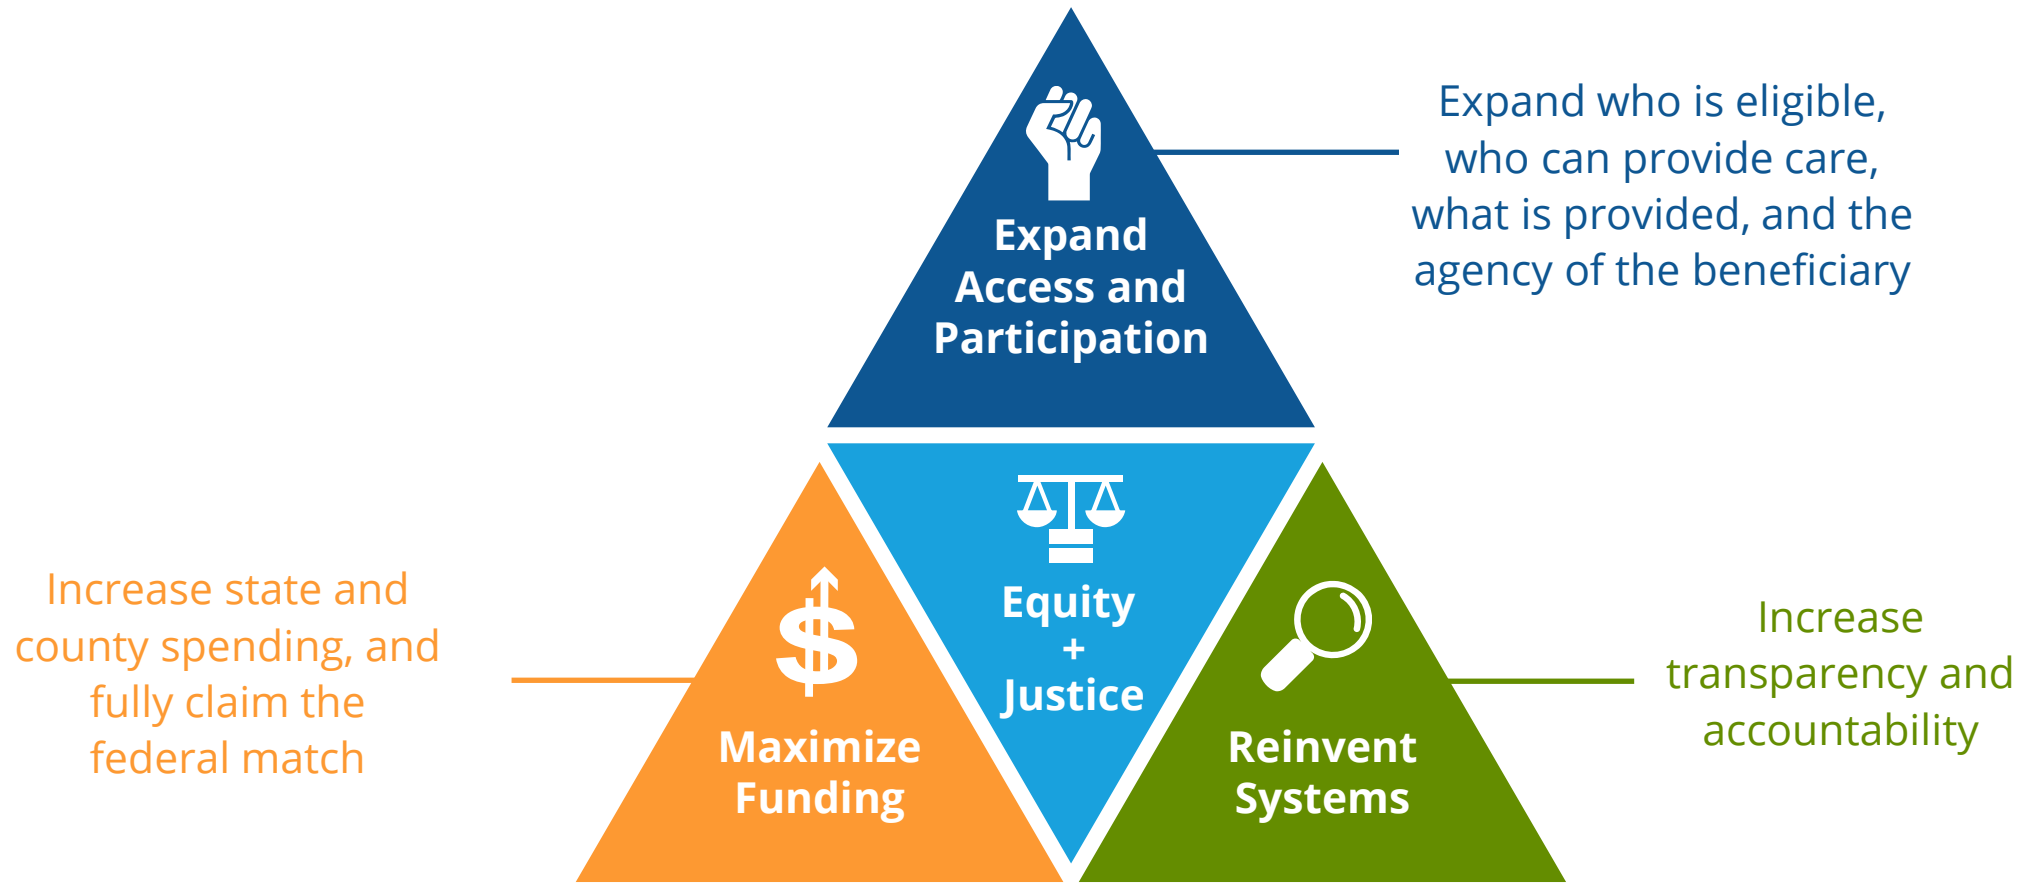 Expand
Access and
Participation
Expand who is eligible,
who can provide care,
what is provided, and the
agency of the beneficiary
Equity
+
Justice
Increase state and
county spending, and
fully claim the
federal match
Maximize
Funding
Reinvent
Systems
Increase
transparency and
accountability